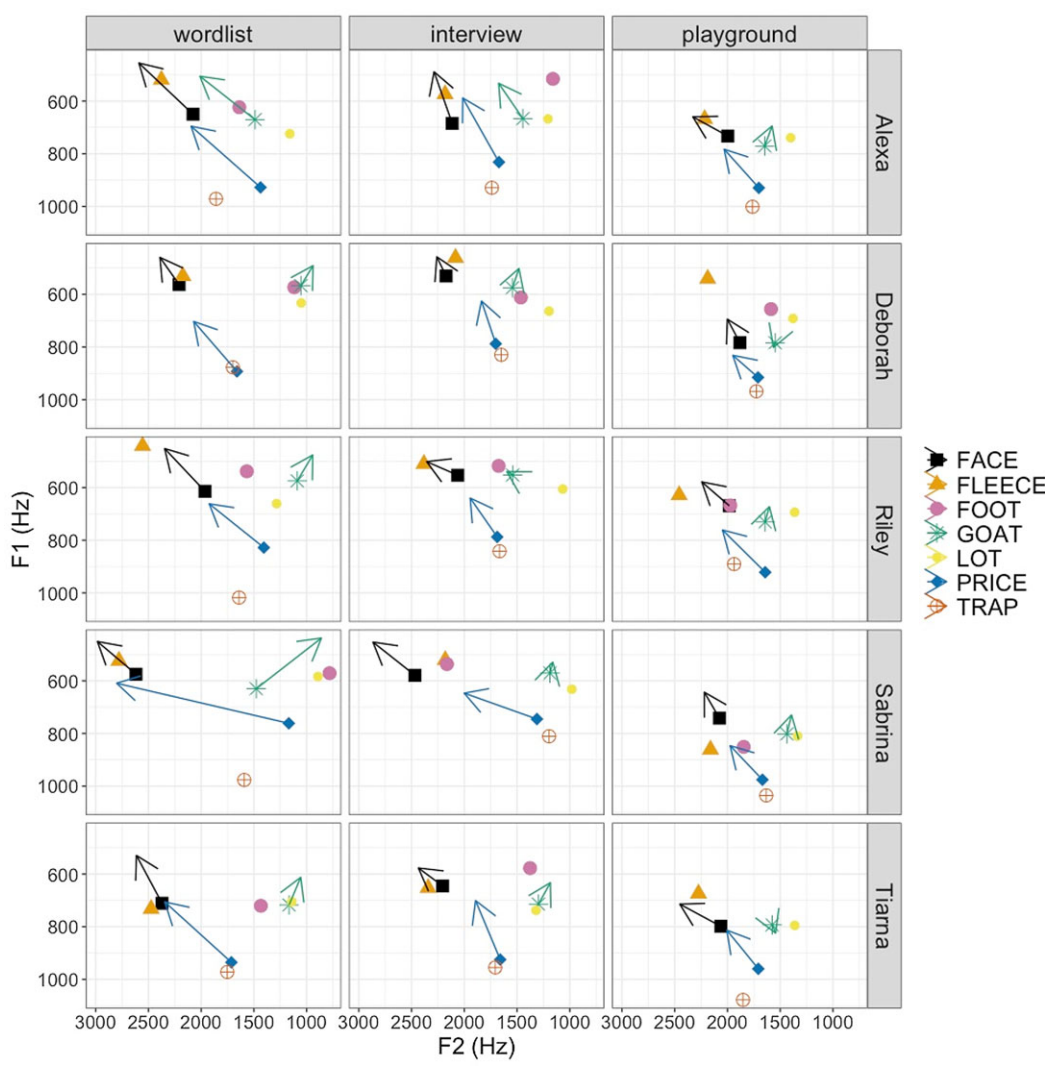 wordlist interview playground
600
800
1000
Alexa
600
800
1000
Deborah
600
800
1000
Riley
600
800
1000
Sabrina
600
800
1000
Tiarna
F1 (Hz)
3000 2500 2000 1500 1000 3000 2500 2000 1500 1000 3000 2500 2000 1500 1000
F2 (Hz)
FACE
FLEECE
FOOT
GOAT
LOT
PRICE
TRAP